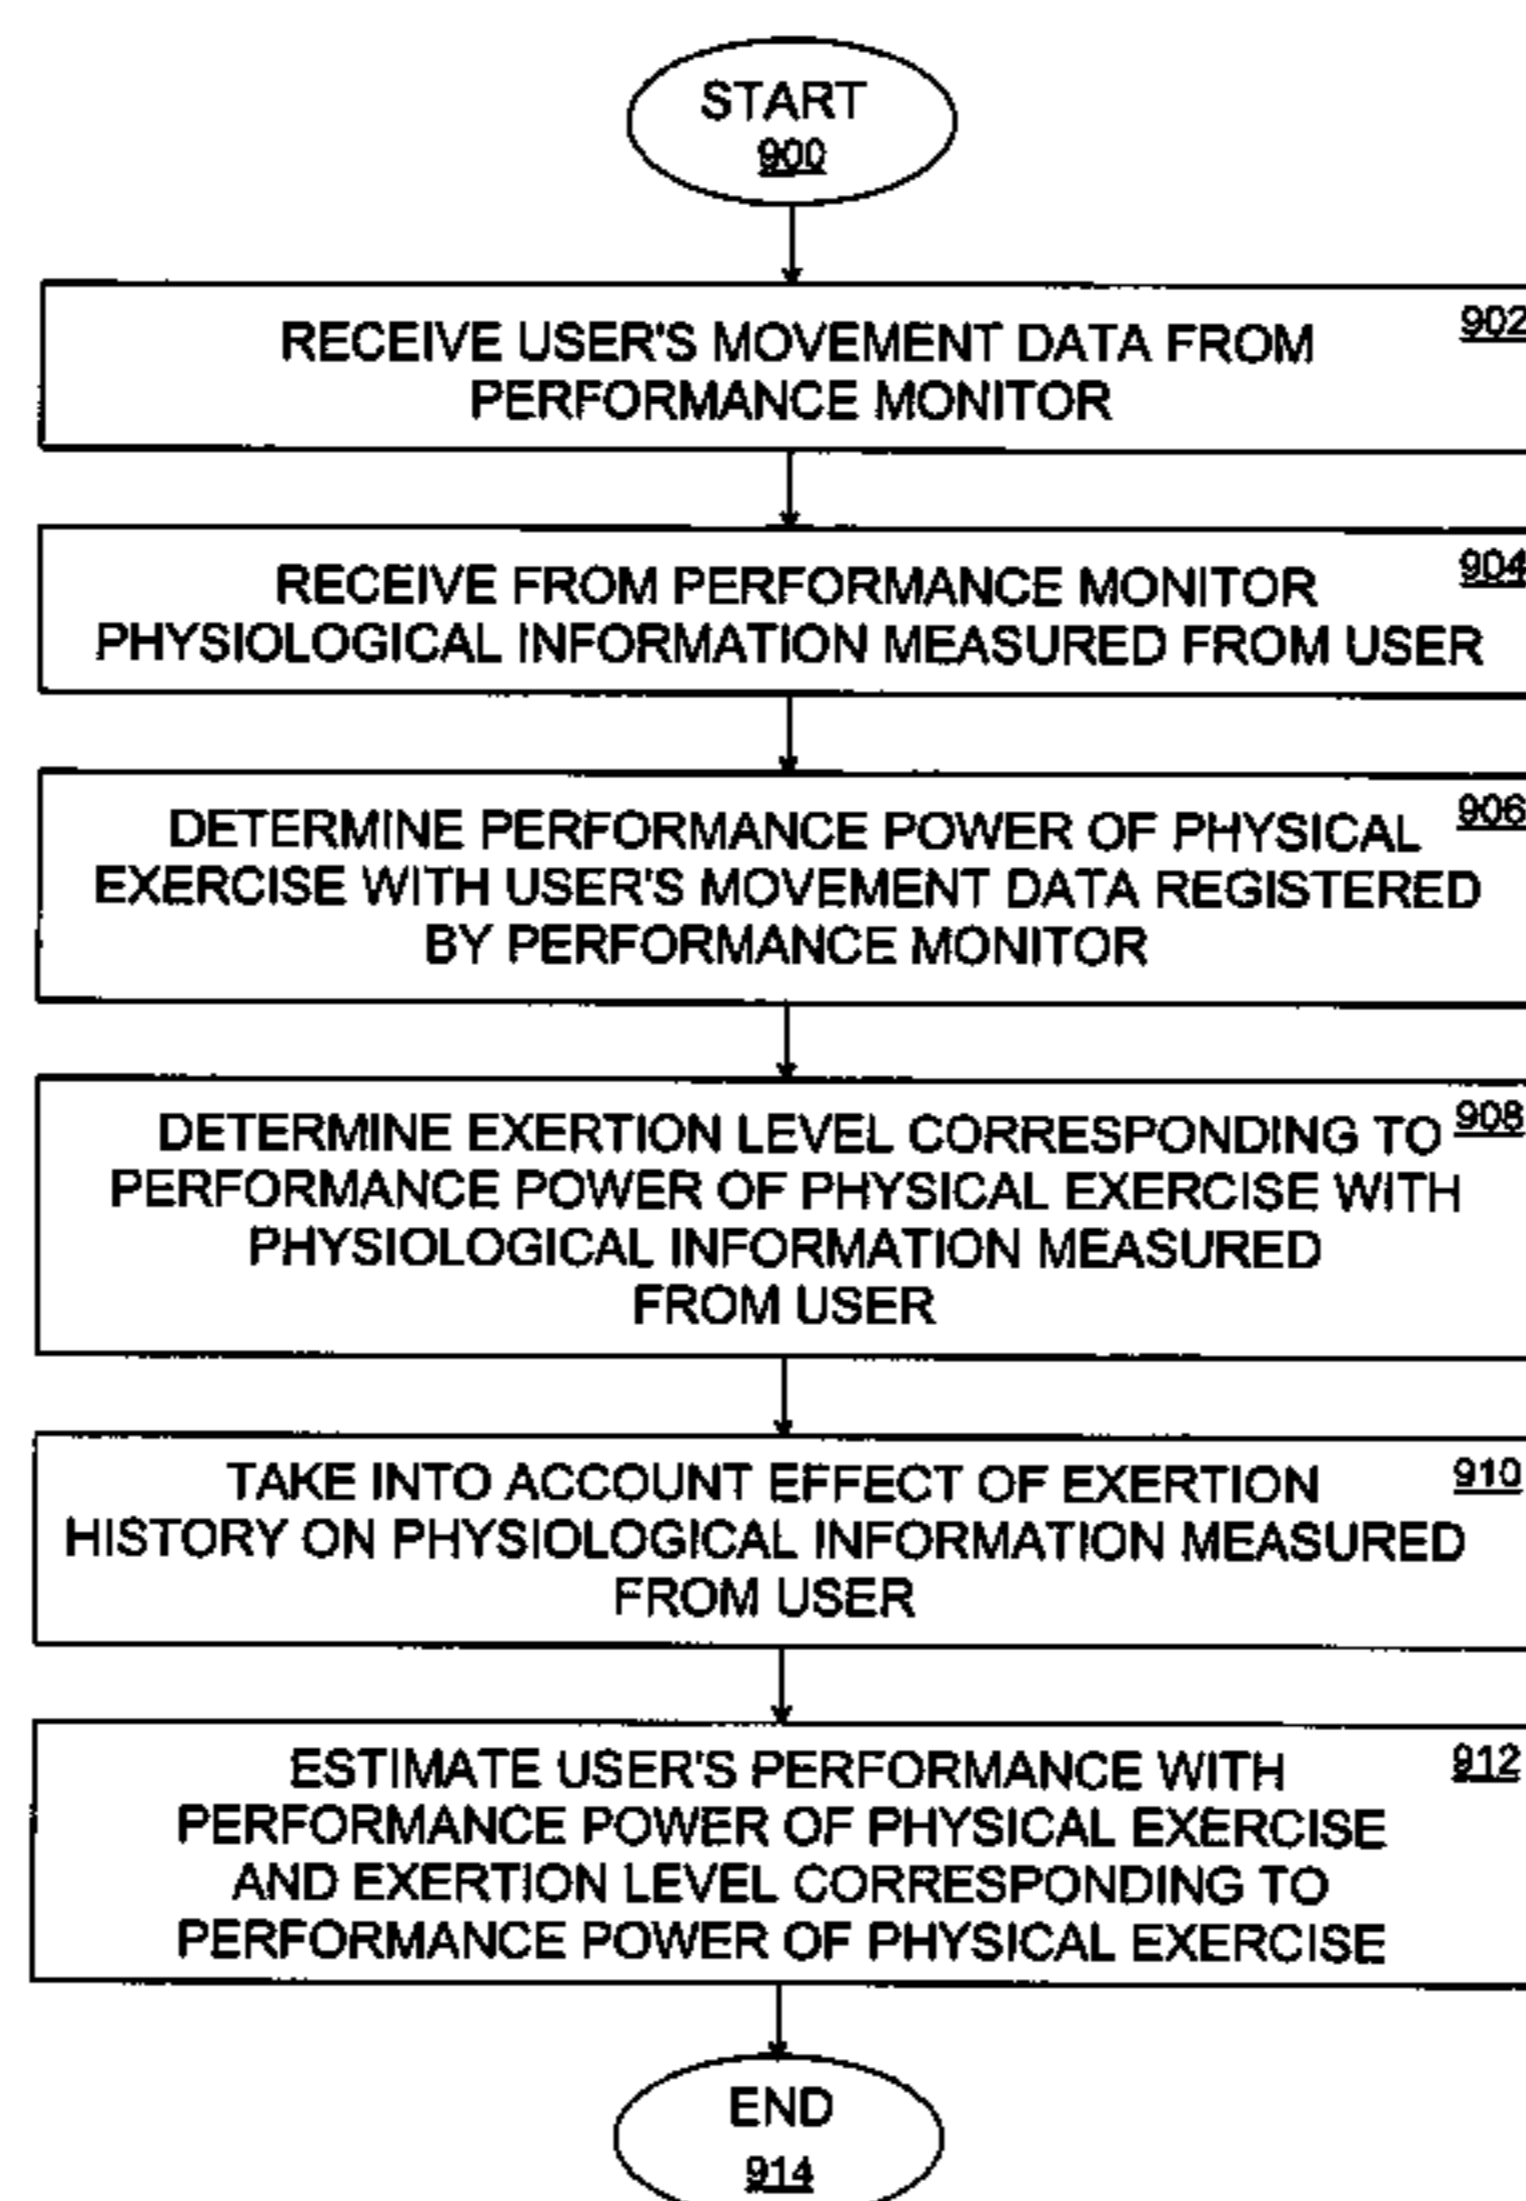 START
900
902
RECEIVE USER'S MOVEMENT DATA FROM
PERFORMANCE MONITOR
904
RECEIVE FROM PERFORMANCE MONITOR
PHYSIOLOGICAL INFORMATION MEASURED FROM USER
906
DETERMINE PERFORMANCE POWER OF PHYSICAL
EXERCISE WITH USER'S MOVEMENT DATA REGISTERED
BY PERFORMANCE MONITOR
908
DETERMINE EXERTION LEVEL CORRESPONDING TO
PERFORMANCE POWER OF PHYSICAL EXERCISE WITH
PHYSIOLOGICAL INFORMATION MEASURED
FROM USER
910
TAKE INTO ACCOUNT EFFECT OF EXERTION
HISTORY ON PHYSIOLOGICAL INFORMATION MEASURED
FROM USER
912
ESTIMATE USER'S PERFORMANCE WITH
PERFORMANCE POWER OF PHYSICAL EXERCISE
AND EXERTION LEVEL CORRESPONDING TO
PERFORMANCE POWER OF PHYSICAL EXERCISE
END
914